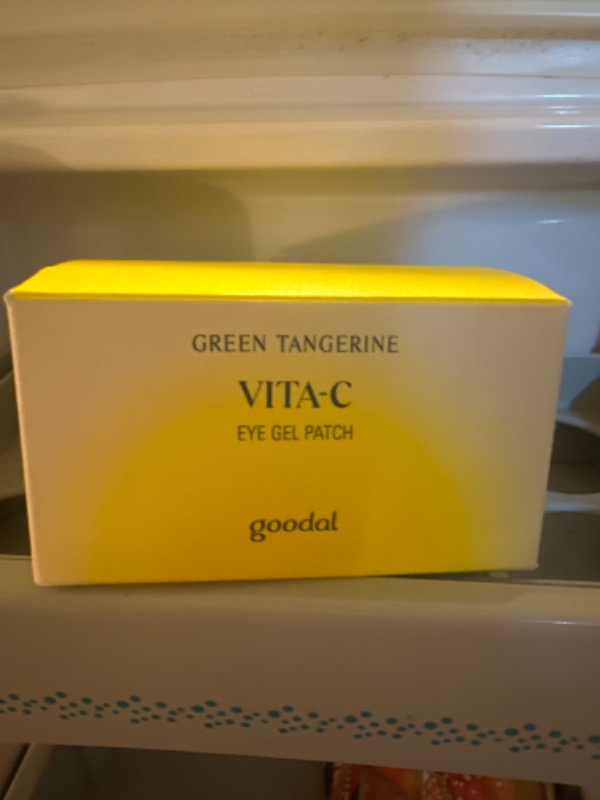 GREEN TANGERINE
VITA-C
EYE GEL PATCH
goodal